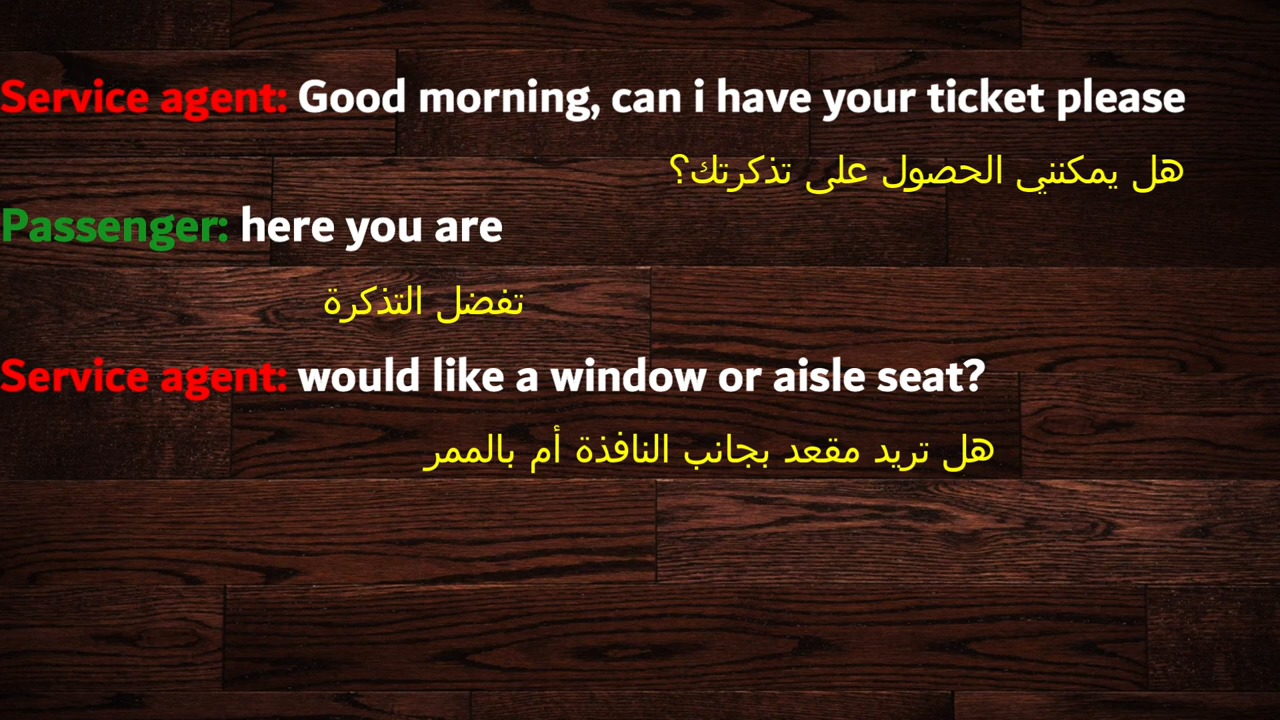 Service agent: Good morning, can i have your ticket please
هل يمكنني الحصول على تذكرتك؟
Passenger: here you are
تفضل التذكرة
Service agent: would like a window or aisle seat?
هل تريد مقعد بجانب النافذة أم بالممر